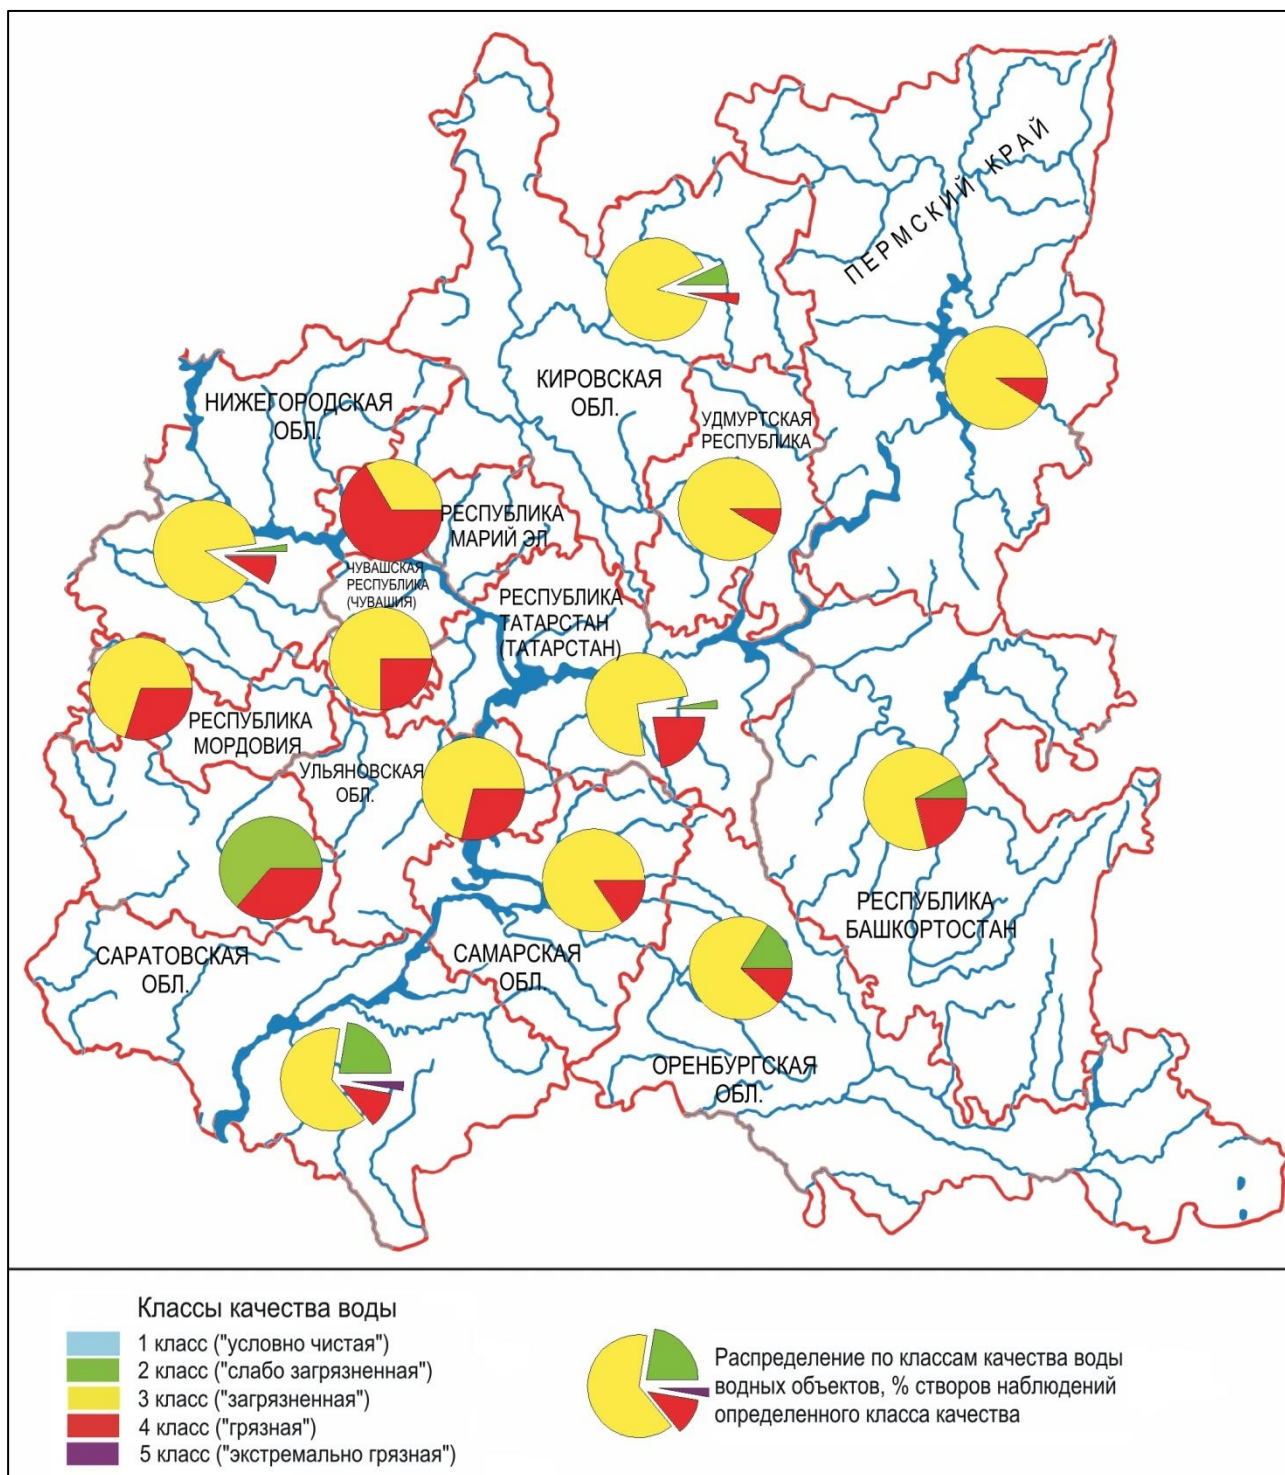 ПЕРМСКИЙ КРАЙ
КИРОВСКАЯ
ОБЛ.
НИЖЕГОРОДСКАЯ
ОБЛ.
УДМУРТСКАЯ
РЕСПУБЛИКА
РЕСПУБЛИКА
МАРИЙ ЭЛ
ЧУВАШСКАЯ
РЕСПУБЛИКА
(ЧУВАШИЯ)
РЕСПУБЛИКА
ТАТАРСТАН
(ТАТАРСТАН)
РЕСПУБЛИКА
МОРДОВИЯ
УЛЬЯНОВСКАЯ
ОБЛ.
РЕСПУБЛИКА
БАШКОРТОСТАН
САРАТОВСКАЯ
ОБЛ.
САМАРСКАЯ
ОБЛ
ОРЕНБУРГСКАЯ
ОБЛ.
Классы качества воды
1 класс ("условно чистая")
2 класс ("слабо загрязненная")
3 класс ("загрязненная")
4 класс ("грязная")
5 класс ("экстремально грязная")
Распределение по классам качества воды
водных объектов, % створов наблюдений
определенного класса качества